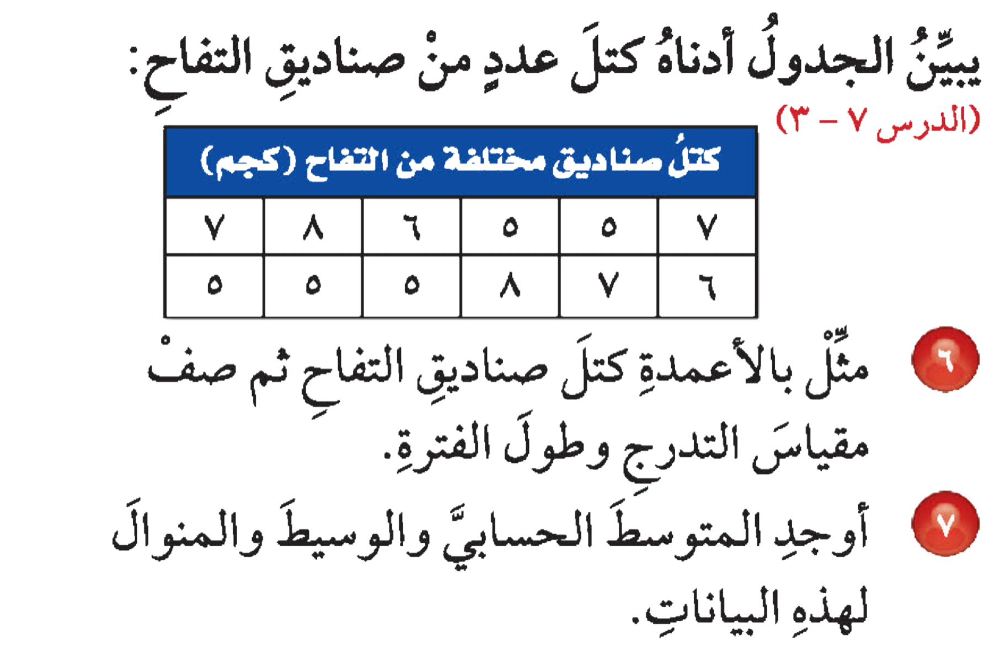 يبيِّنُ الجدولُ أدناهُ كتلَ عددٍ منْ صناديقِ التفاحِ:
(الدرس ٧ – ٣)
كتلُ صناديق مختلفة من التفاح (كجم)
٧ ٥ ٥ ٦ ٨ ٧
٦ ٧ ٨ ٥ ٥ ٥
٦ مثِّلْ بالأعمدةِ كتلَ صناديقِ التفاحِ ثم صفْ
مقياسَ التدرجِ وطولَ الفترةِ.
٧ أوجدِ المتوسطَ الحسابيَّ والوسيطَ والمنوالَ
لهذهِ البياناتِ.